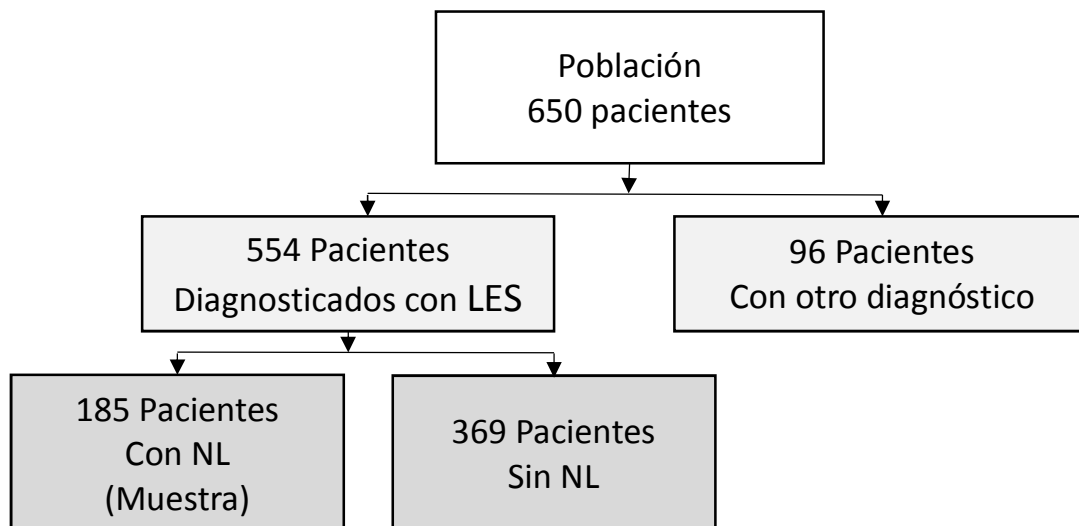 Población
650 pacientes
554 Pacientes
Diagnosticados con LES
96 Pacientes
Con otro diagnóstico
185 Pacientes
Con NL
(Muestra)
369 Pacientes
Sin NL